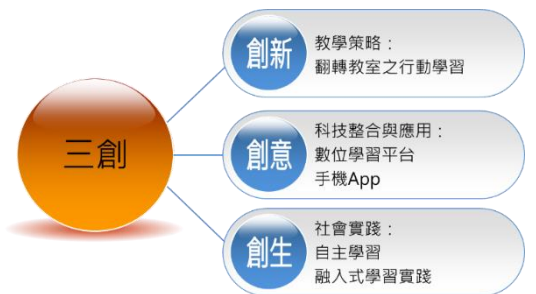 三創
創新
教學策略：
翻轉教室之行動學習
創意
科技整合與應用：
數位學習平台
手機App
創生
社會實踐：
自主學習
融入式學習實踐